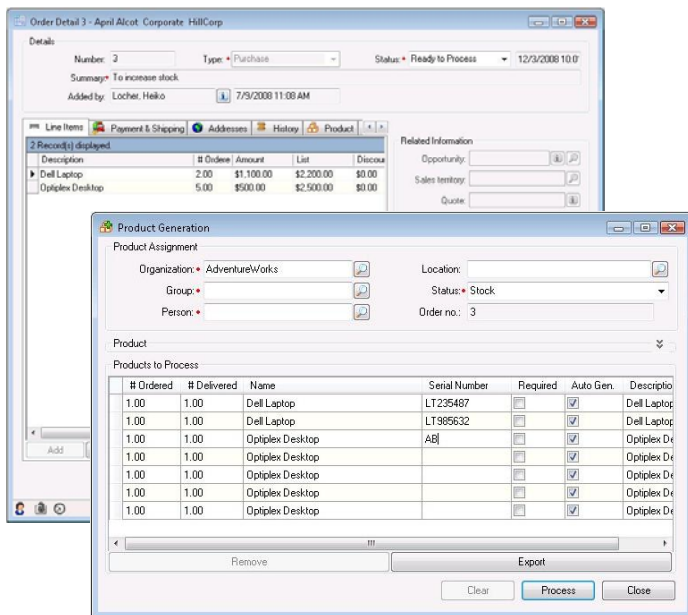 Order Detail 3 - April Alcot Corporate HillCorp
Details
Number: 3 Type: Purchase Status: Ready to Process 12/3/2008 10:0
Summary: To increase stock
Added by: Locher, Heiko 7/9/2008 11:08 AM
Line Items Payment & Shipping Addresses History Product
2 Record(s) displayed.
Description # Ordere Amount List Discou
Dell Laptop 2.00 $1,100.00 $2,200.00 $0.00
Optiplex Desktop 5.00 $500.00 $2,500.00 $0.00
Related Information
Opportunity:
Sales territory:
Quote:
Add
Product Generation
Product Assignment
Organization: AdventureWorks Location:
Group: Status: Stock
Person: Order no.: 3
Product
Products to Process
# Ordered # Delivered Name Serial Number Required Auto Gen. Descriptio
1.00 1.00 Dell Laptop LT235487 Dell Laptop
1.00 1.00 Dell Laptop LT985632 Dell Laptop
1.00 1.00 Optiplex Desktop AB Optiplex De
1.00 1.00 Optiplex Desktop Optiplex De
1.00 1.00 Optiplex Desktop Optiplex De
1.00 1.00 Optiplex Desktop Optiplex De
1.00 1.00 Optiplex Desktop Optiplex De
Remove Export
Clear Process Close